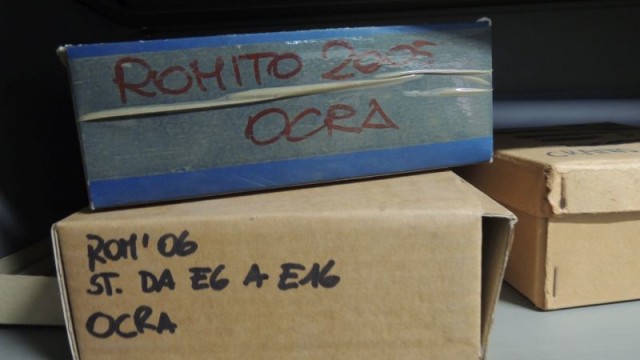 ROMITO 2005
OCRA
ROM' 06
ST. DA E6 A E16
OCRA